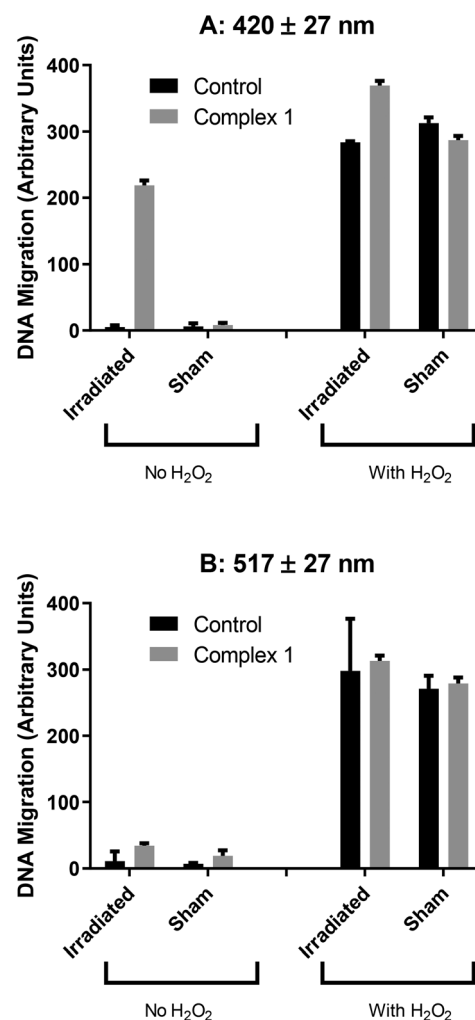 A: 420 ± 27 nm
DNA Migration (Arbitrary Units)
400
300
200
100
0
Control
Complex 1
Irradiated
Sham
Irradiated
Sham
No H₂O₂
With H₂O₂
B: 517 ± 27 nm
DNA Migration (Arbitrary Units)
400
300
200
100
0
Control
Complex 1
Irradiated
Sham
Irradiated
Sham
No H₂O₂
With H₂O₂